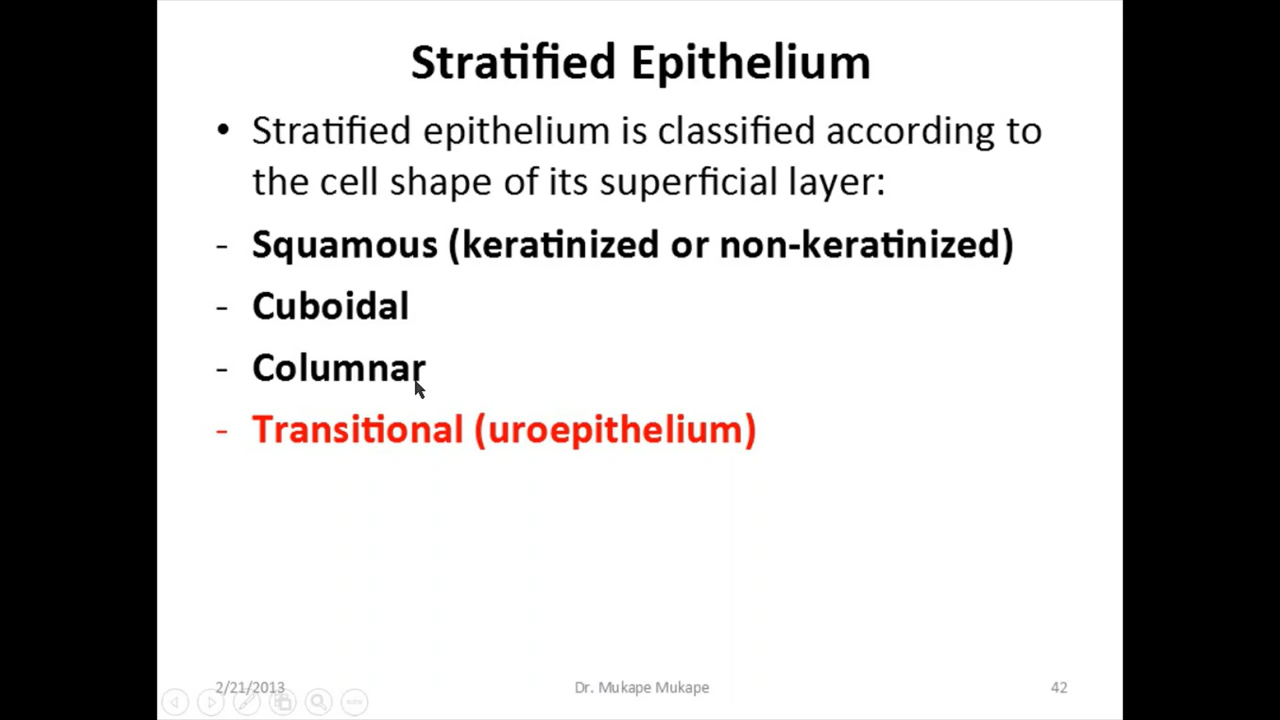 Stratified Epithelium
• Stratified epithelium is classified according to
the cell shape of its superficial layer:
- Squamous (keratinized or non-keratinized)
- Cuboidal
- Columnar
- Transitional (uroepithelium)
2/21/2013 Dr. Mukape Mukape 42